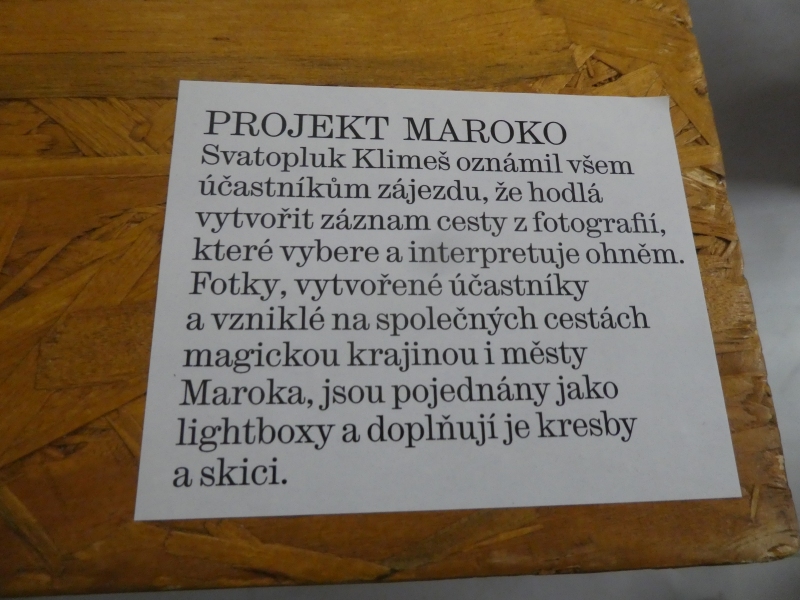 PROJEKT MAROKO
Svatopluk Klimeš oznámil všem
účastníkům zájezdu, že hodlá
vytvořit záznam cesty z fotografií,
které vybere a interpretuje ohněm.
Fotky, vytvořené účastníky
a vzniklé na společných cestách
magickou krajinou i městy
Maroka, jsou pojednány jako
lightboxy a doplňují je kresby
a skici.